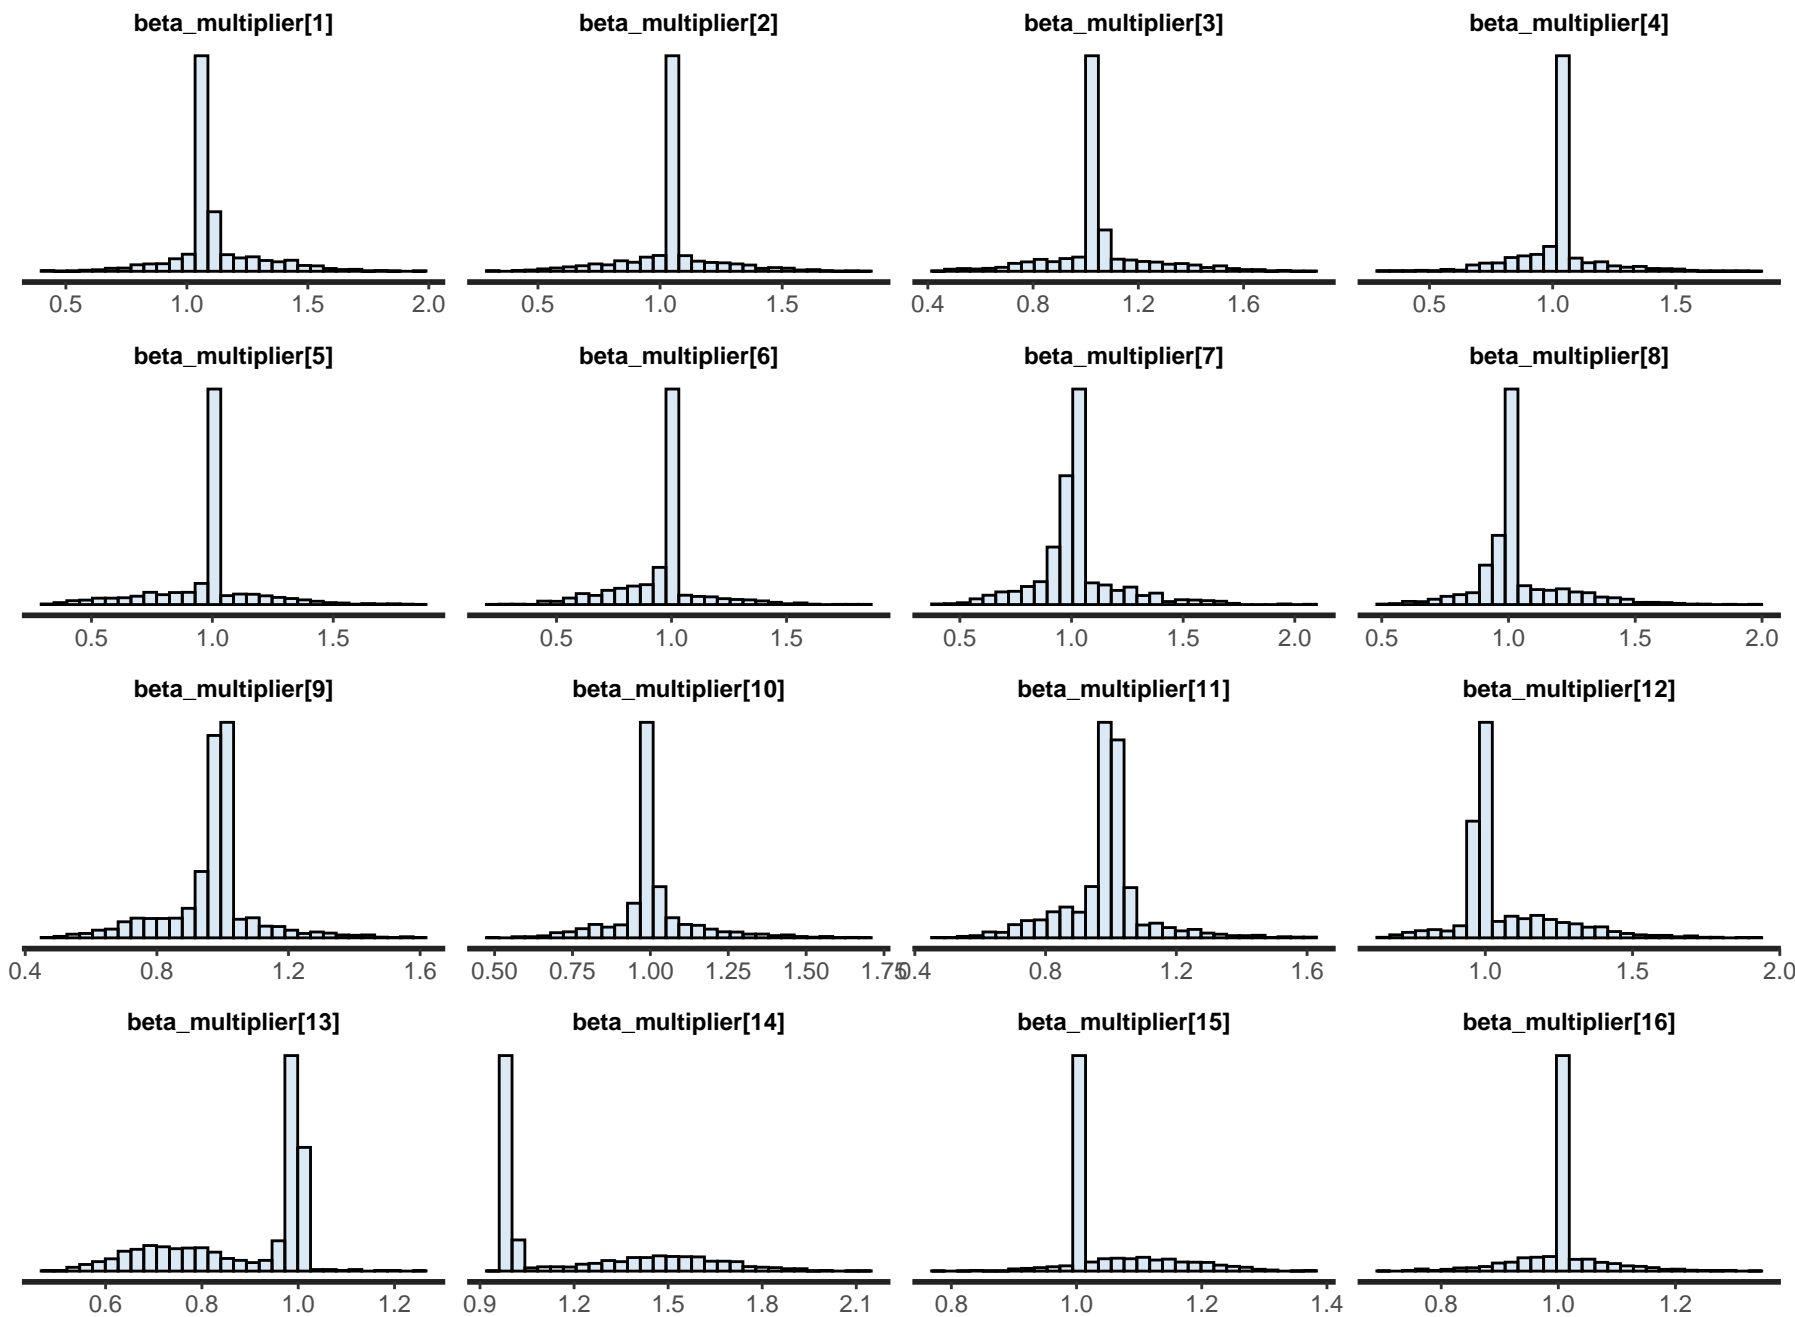 beta_multiplier[1] beta_multiplier[2] beta_multiplier[3] beta_multiplier[4]
0.5 1.0 1.5 2.0 0.5 1.0 1.5 0.4 0.8 1.2 1.6 0.5 1.0 1.5
beta_multiplier[5] beta_multiplier[6] beta_multiplier[7] beta_multiplier[8]
0.5 1.0 1.5 0.5 1.0 1.5 0.5 1.0 1.5 2.0 0.5 1.0 1.5 2.0
beta_multiplier[9] beta_multiplier[10] beta_multiplier[11] beta_multiplier[12]
0.4 0.8 1.2 1.6 0.50 0.75 1.00 1.25 1.50 1.75 0.4 0.8 1.2 1.6 1.0 1.5 2.0
beta_multiplier[13] beta_multiplier[14] beta_multiplier[15] beta_multiplier[16]
0.6 0.8 1.0 1.2 0.9 1.2 1.5 1.8 2.1 0.8 1.0 1.2 1.4 0.8 1.0 1.2